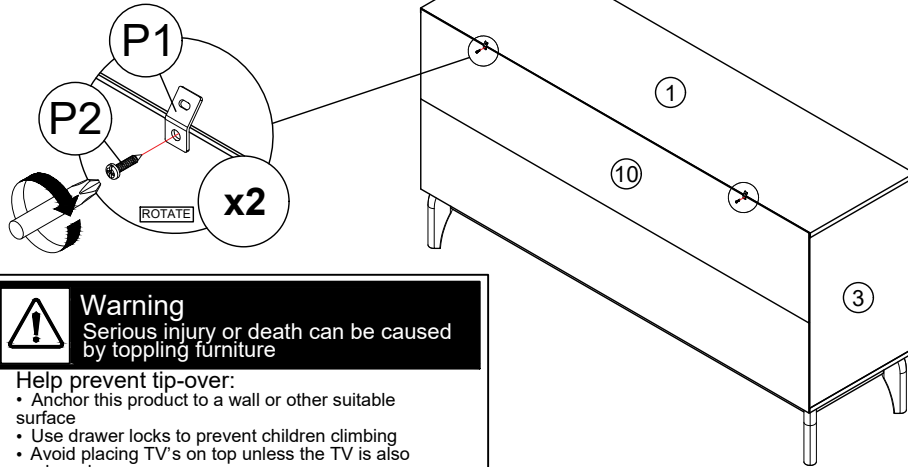 P1
P2
x2
ROTATE
1
10
3
Warning
Serious injury or death can be caused
by toppling furniture
Help prevent tip-over:
• Anchor this product to a wall or other suitable
surface
• Use drawer locks to prevent children climbing
• Avoid placing TV's on top unless the TV is also